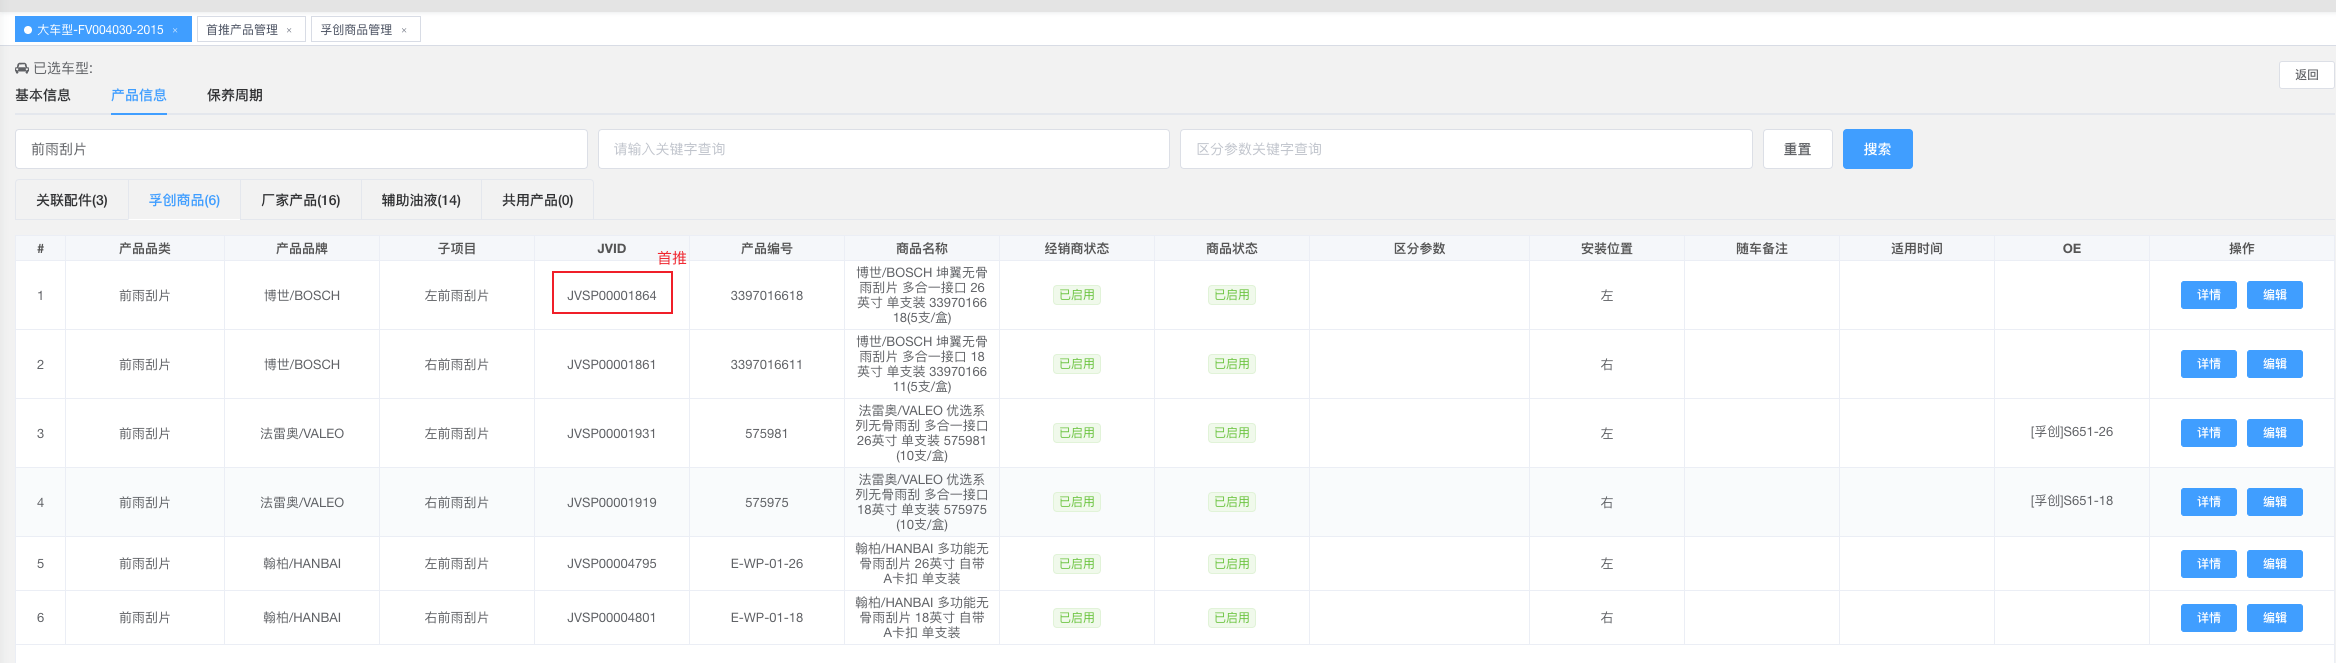 大车型-FV004030-2015 × 首推产品管理 × 孚创商品管理 ×
已选车型:
返回
基本信息 产品信息 保养周期
前雨刮片 请输入关键字查询 区分参数关键字查询 重置 搜索
关联配件(3) 孚创商品(6) 厂家产品(16) 辅助油液(14) 共用产品(0)
# 产品品类 产品品牌 子项目 JVID 产品编号 商品名称 经销商状态 商品状态 区分参数 安装位置 随车备注 适用时间 OE 操作
首推
博世/BOSCH 坤翼无骨
雨刮片 多合一接口 26
1 前雨刮片 博世/BOSCH 左前雨刮片 JVSP00001864 3397016618 已启用 已启用 左 详情 编辑
英寸 单支装 33970166
18(5支/盒)
博世/BOSCH 坤翼无骨
雨刮片 多合一接口 18
2 前雨刮片 博世/BOSCH 右前雨刮片 JVSP00001861 3397016611 已启用 已启用 右 详情 编辑
英寸 单支装 33970166
11(5支/盒)
法雷奥/VALEO 优选系
列无骨雨刮 多合一接口
3 前雨刮片 法雷奥/VALEO 左前雨刮片 JVSP00001931 575981 已启用 已启用 左 [孚创]S651-26 详情 编辑
26英寸 单支装 575981
(10支/盒)
法雷奥/VALEO 优选系
列无骨雨刮 多合一接口
4 前雨刮片 法雷奥/VALEO 右前雨刮片 JVSP00001919 575975 已启用 已启用 右 [孚创]S651-18 详情 编辑
18英寸 单支装 575975
(10支/盒)
翰柏/HANBAI 多功能无
5 前雨刮片 翰柏/HANBAI 左前雨刮片 JVSP00004795 E-WP-01-26 骨雨刮片 26英寸 自带 已启用 已启用 左 详情 编辑
A卡扣 单支装
翰柏/HANBAI 多功能无
6 前雨刮片 翰柏/HANBAI 右前雨刮片 JVSP00004801 E-WP-01-18 骨雨刮片 18英寸 自带 已启用 已启用 右 详情 编辑
A卡扣 单支装